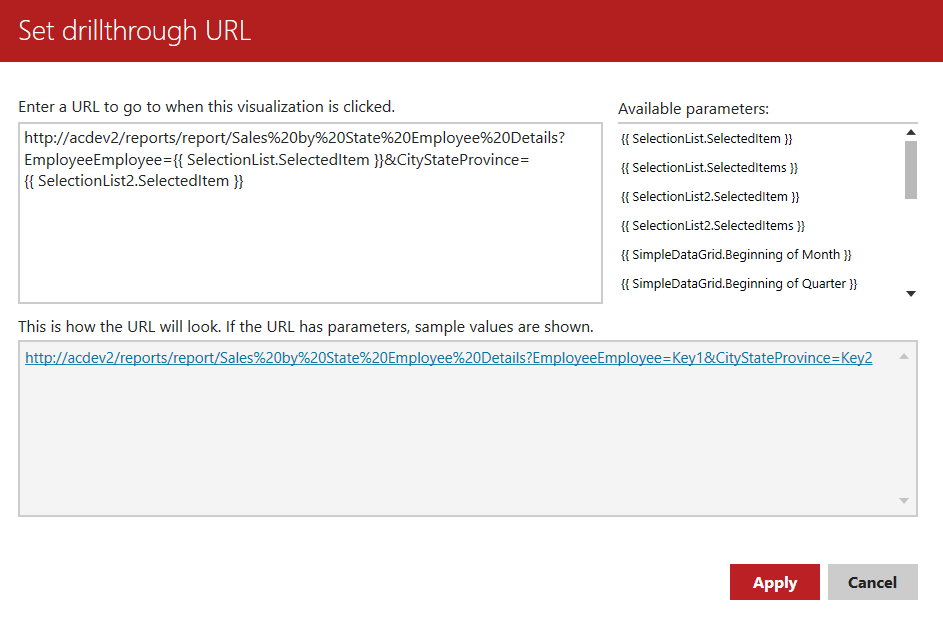 Set drillthrough URL
Enter a URL to go to when this visualization is clicked.
http://acdev2/reports/report/Sales%20by%20State%20Employee%20Details?
EmployeeEmployee={{ SelectionList.SelectedItem }}&CityStateProvince=
{{ SelectionList2.SelectedItem }}
Available parameters:
{{ SelectionList.SelectedItem }}
{{ SelectionList.SelectedItems }}
{{ SelectionList2.SelectedItem }}
{{ SelectionList2.SelectedItems }}
{{ SimpleDataGrid.Beginning of Month }}
{{ SimpleDataGrid.Beginning of Quarter }}
This is how the URL will look. If the URL has parameters, sample values are shown.
http://acdev2/reports/report/Sales%20by%20State%20Employee%20Details?EmployeeEmployee=Key1&CityStateProvince=Key2
Apply
Cancel